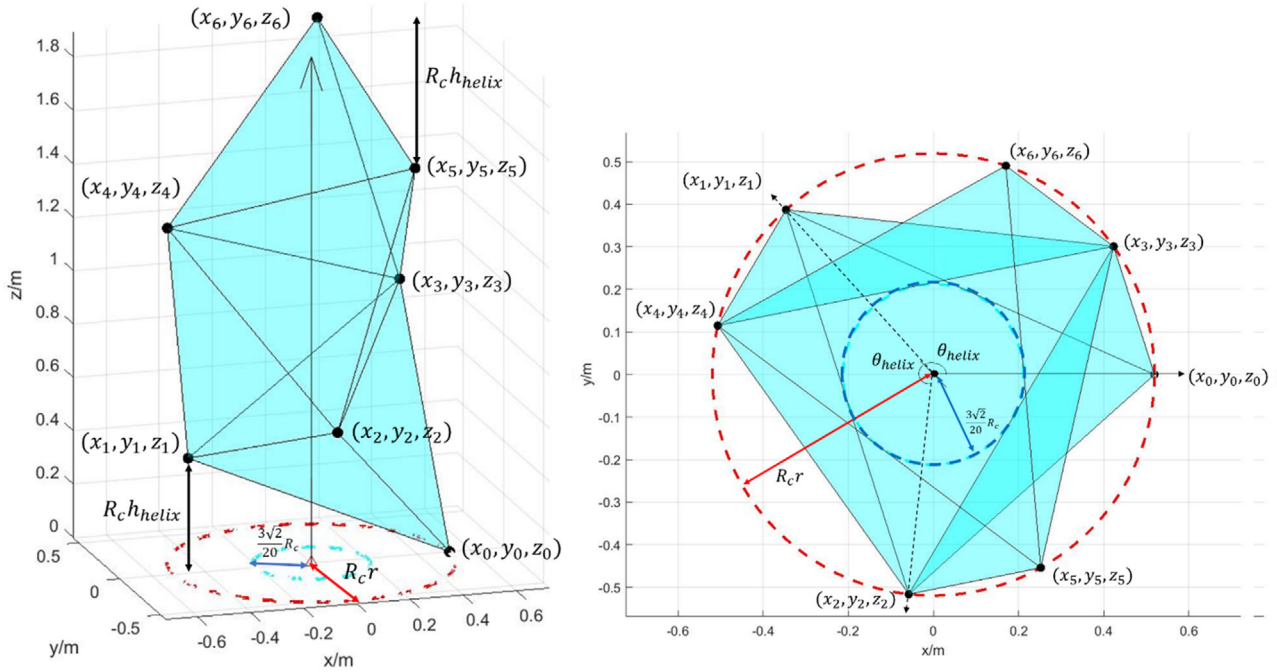 (x₆, y₆, z₆)
1.8
1.6
1.4
1.2
1
0.8
0.6
0.4
0.2
0
z/m
R_c h_helix
(x₅, y₅, z₅)
(x₄, y₄, z₄)
(x₃, y₃, z₃)
(x₁, y₁, z₁)
(x₂, y₂, z₂)
R_c h_helix
3√2/20 R_c
R_c r
(x₀, y₀, z₀)
0.5
0
-0.5
y/m
-0.6
-0.4
-0.2
0
0.2
0.4
0.6
x/m
(x₆, y₆, z₆)
(x₁, y₁, z₁)
(x₃, y₃, z₃)
(x₄, y₄, z₄)
θ_helix
θ_helix
(x₀, y₀, z₀)
3√2/20 R_c
R_c r
(x₅, y₅, z₅)
(x₂, y₂, z₂)
0.5
0.4
0.3
0.2
0.1
0
-0.1
-0.2
-0.3
-0.4
-0.5
y/m
-0.6
-0.4
-0.2
0
0.2
0.4
0.6
x/m